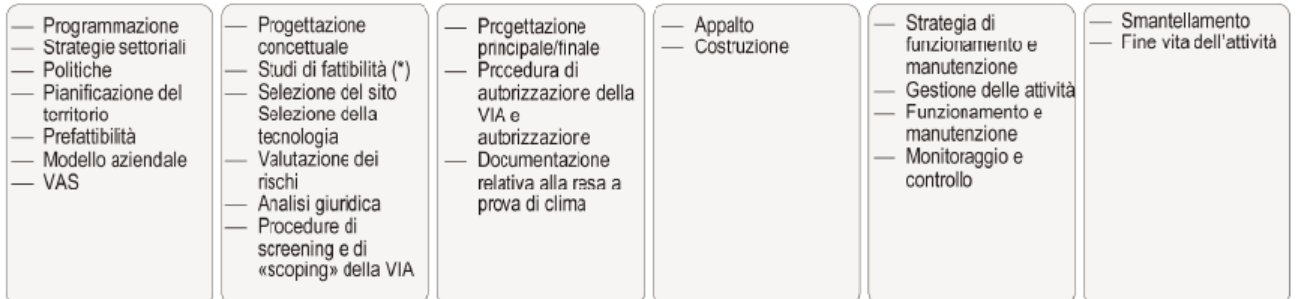 — Programmazione
— Strategie settoriali
— Politiche
— Pianificazione del
territorio
— Prefattibilità
— Modello aziendale
— VAS
— Progettazione
concettuale
— Studi di fattibilità (*)
— Selezione del sito
Selezione della
tecnologia
— Valutazione dei
rischi
— Analisi giuridica
— Procedure di
screening e di
«scoping» della VIA
— Progettazione
principale/finale
— Procedura di
autorizzazione della
VIA e
autorizzazione
— Documentazione
relativa alla resa a
prova di clima
— Appalto
— Costruzione
— Strategia di
funzionamento e
manutenzione
— Gestione delle attività
— Funzionamento e
manutenzione
— Monitoraggio e
controllo
— Smantellamento
— Fine vita dell'attività